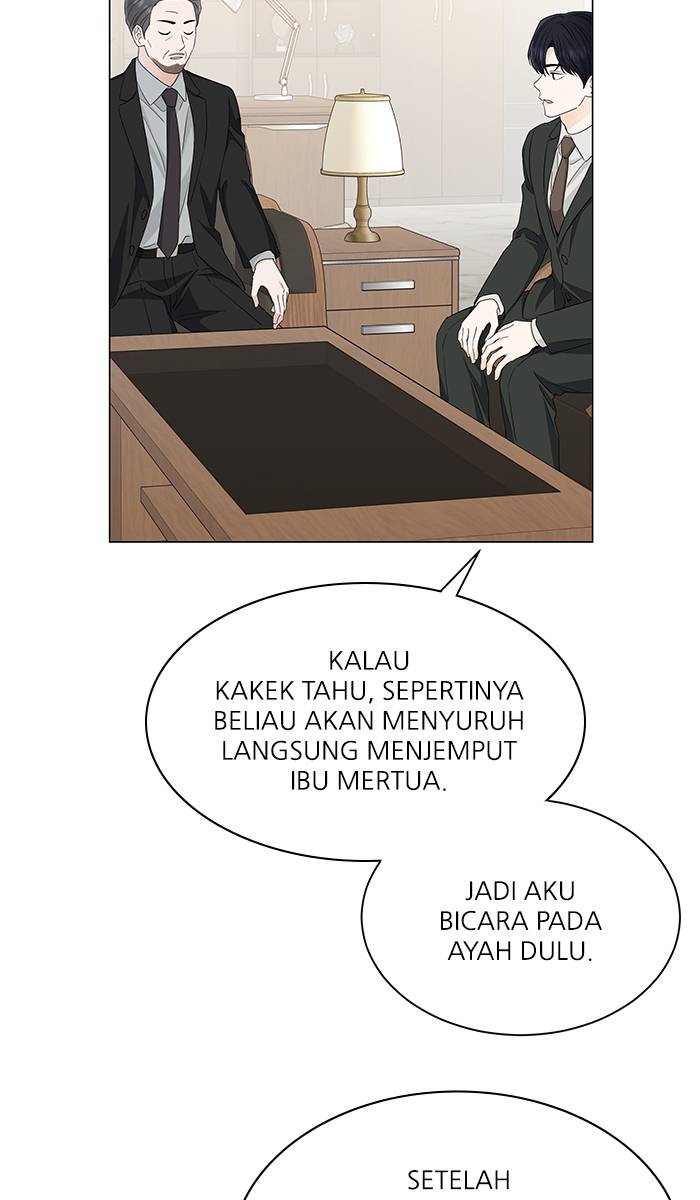 KALAU
KAKEK TAHU, SEPERTINYA
BELIAU AKAN MENYURUH
LANGSUNG MENJEMPUT
IBU MERTUA.
JADI AKU
BICARA PADA
AYAH DULU.
SETELAH